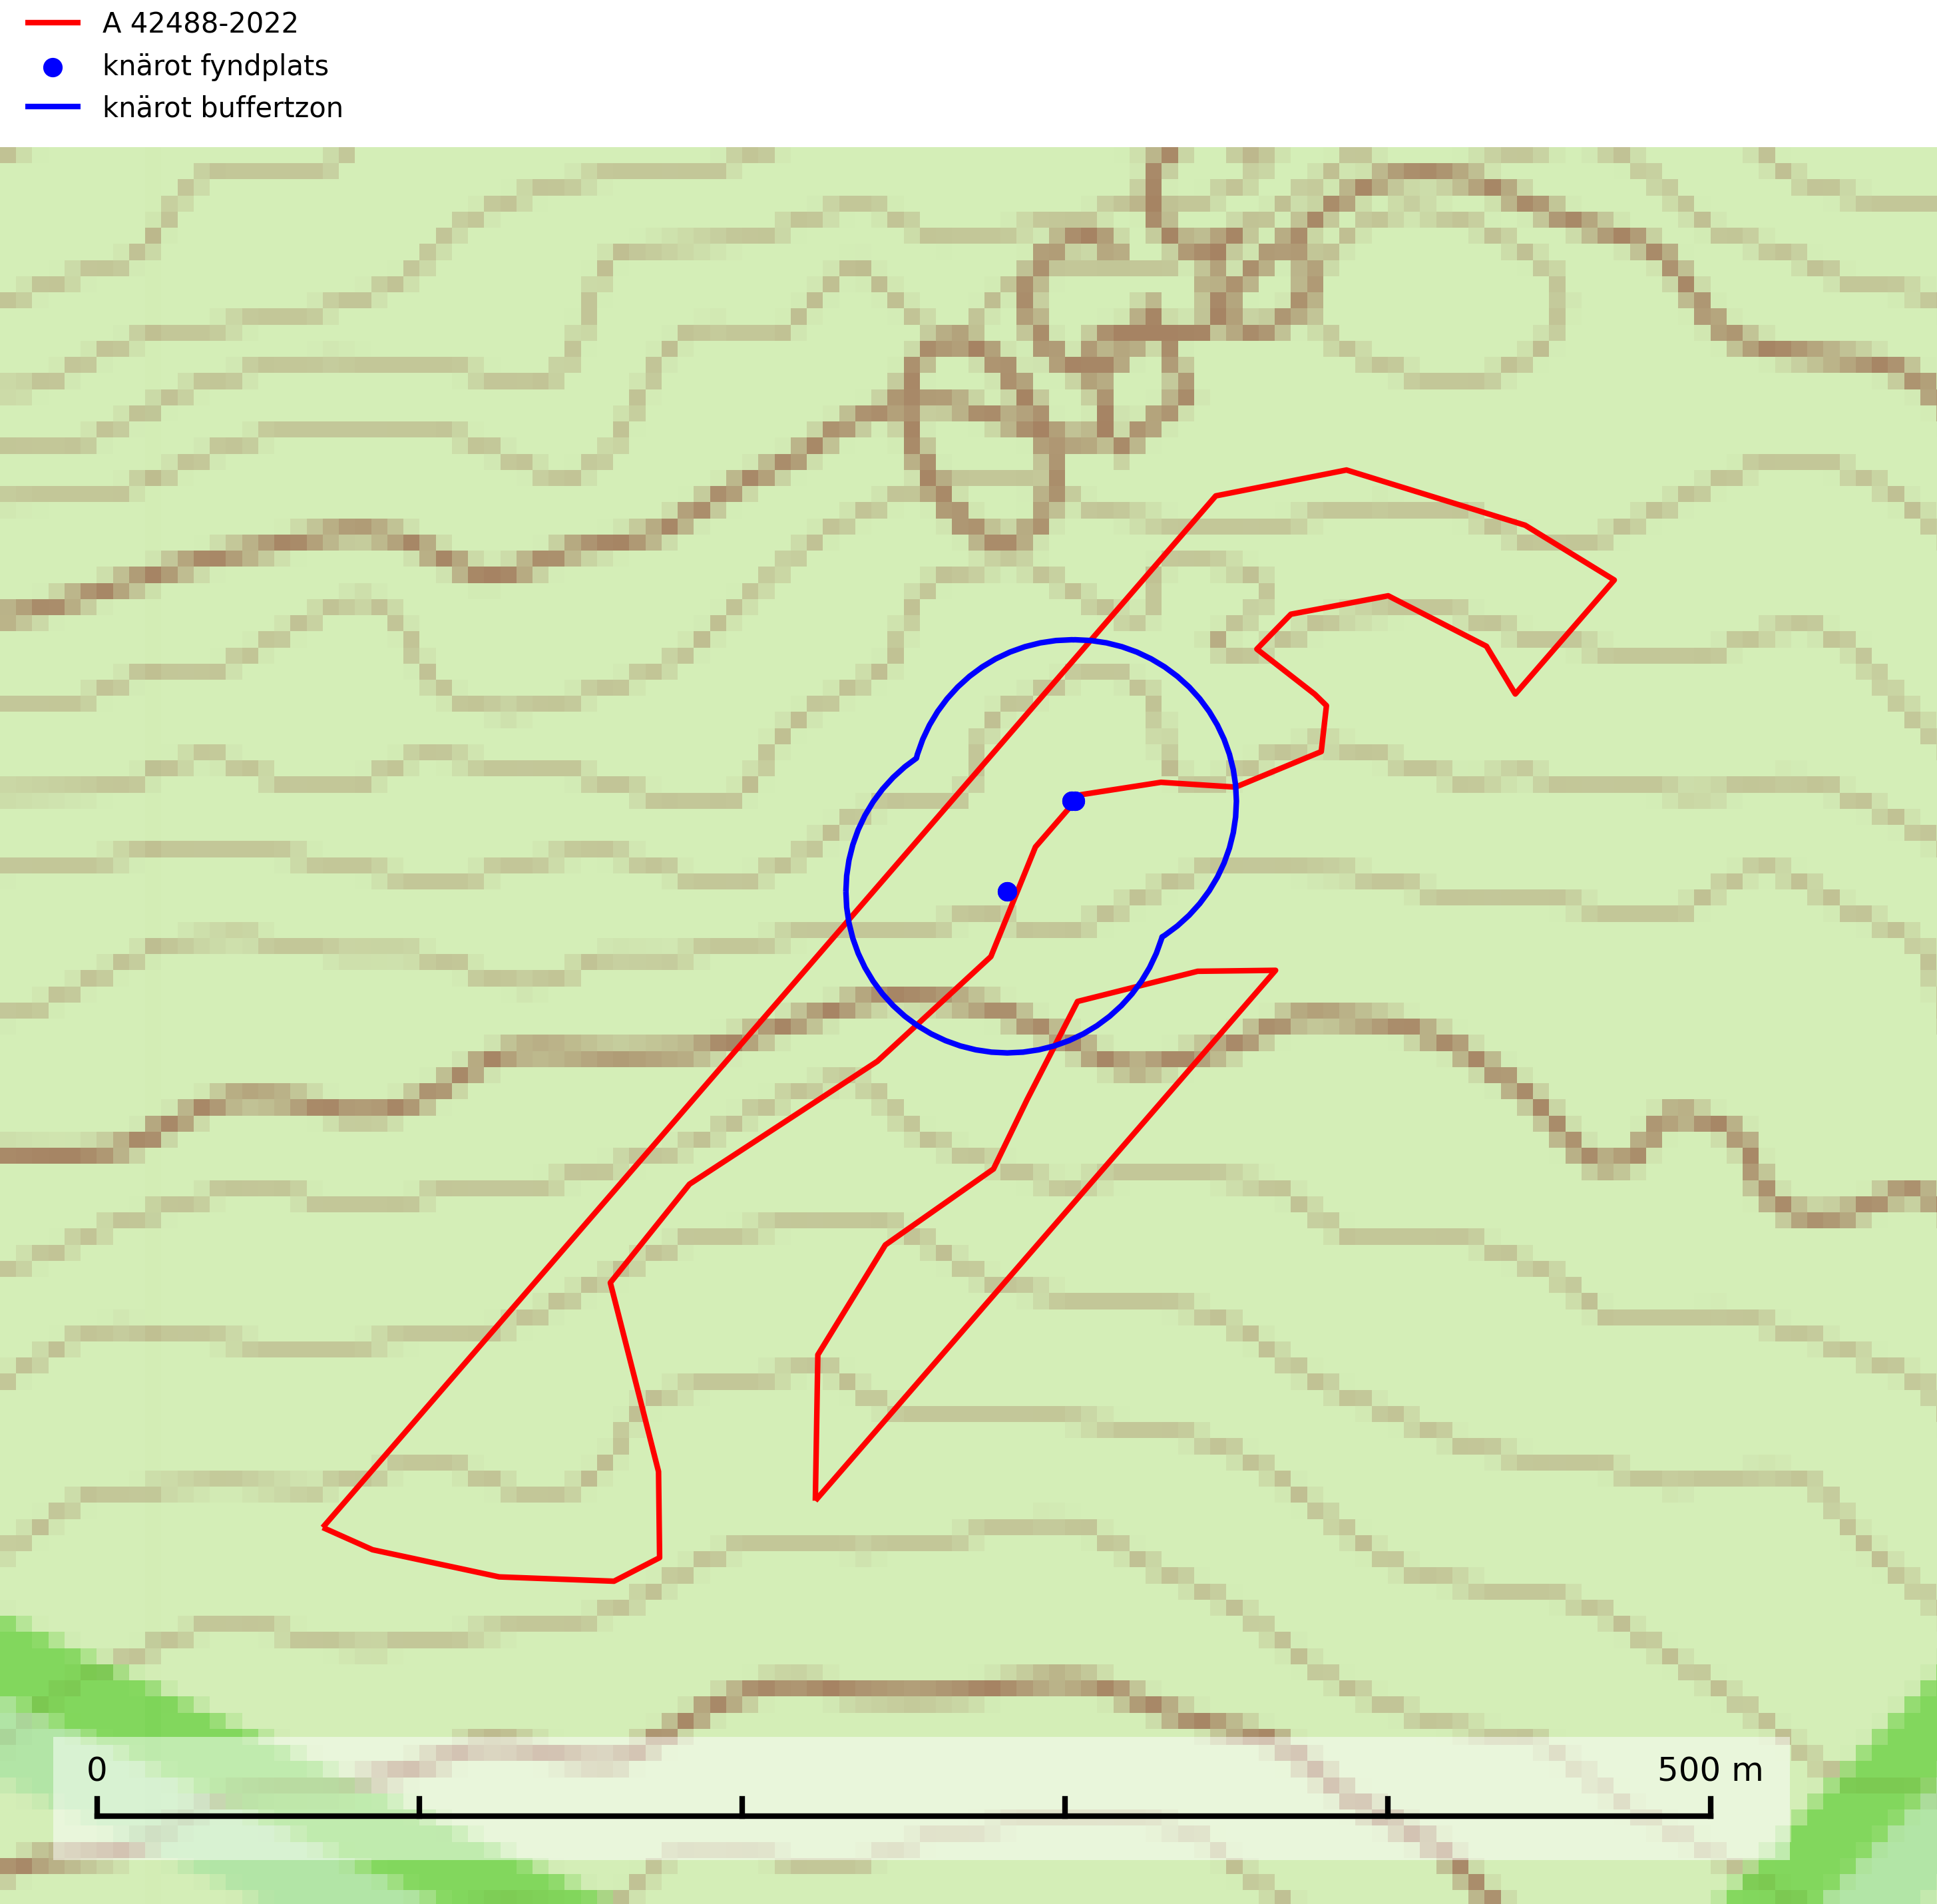 A 42488-2022
knärot fyndplats
knärot buffertzon
0 500 m